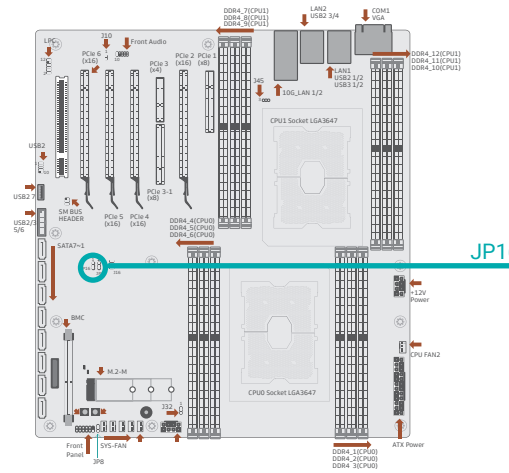 LAN2
USB2 3/4
COM1
VGA
DDR4_7(CPU1)
DDR4_8(CPU1)
DDR4_9(CPU1)
J10
Front Audio
LPC
PCIe 6
(x16)
PCIe 3
(x4)
PCIe 2
(x16)
PCIe 1
(x8)
DDR4_12(CPU1)
DDR4_11(CPU1)
DDR4_10(CPU1)
LAN1
USB2 1/2
USB3 1/2
J45
10G_LAN 1/2
CPU1 Socket LGA3647
USB2
USB2 7
USB2/3
5/6
SM BUS
HEADER
PCIe 3-1
(x8)
PCIe 5
(x16)
PCIe 4
(x16)
DDR4_4(CPU0)
DDR4_5(CPU0)
DDR4_6(CPU0)
SATA7~1
JP1
+12V
Power
BMC
CPU FAN2
M.2-M
CPU0 Socket LGA3647
J32
Front
Panel
SYS-FAN
JPB
ATX Power
DDR4_1(CPU0)
DDR4_2(CPU0)
DDR4_3(CPU0)